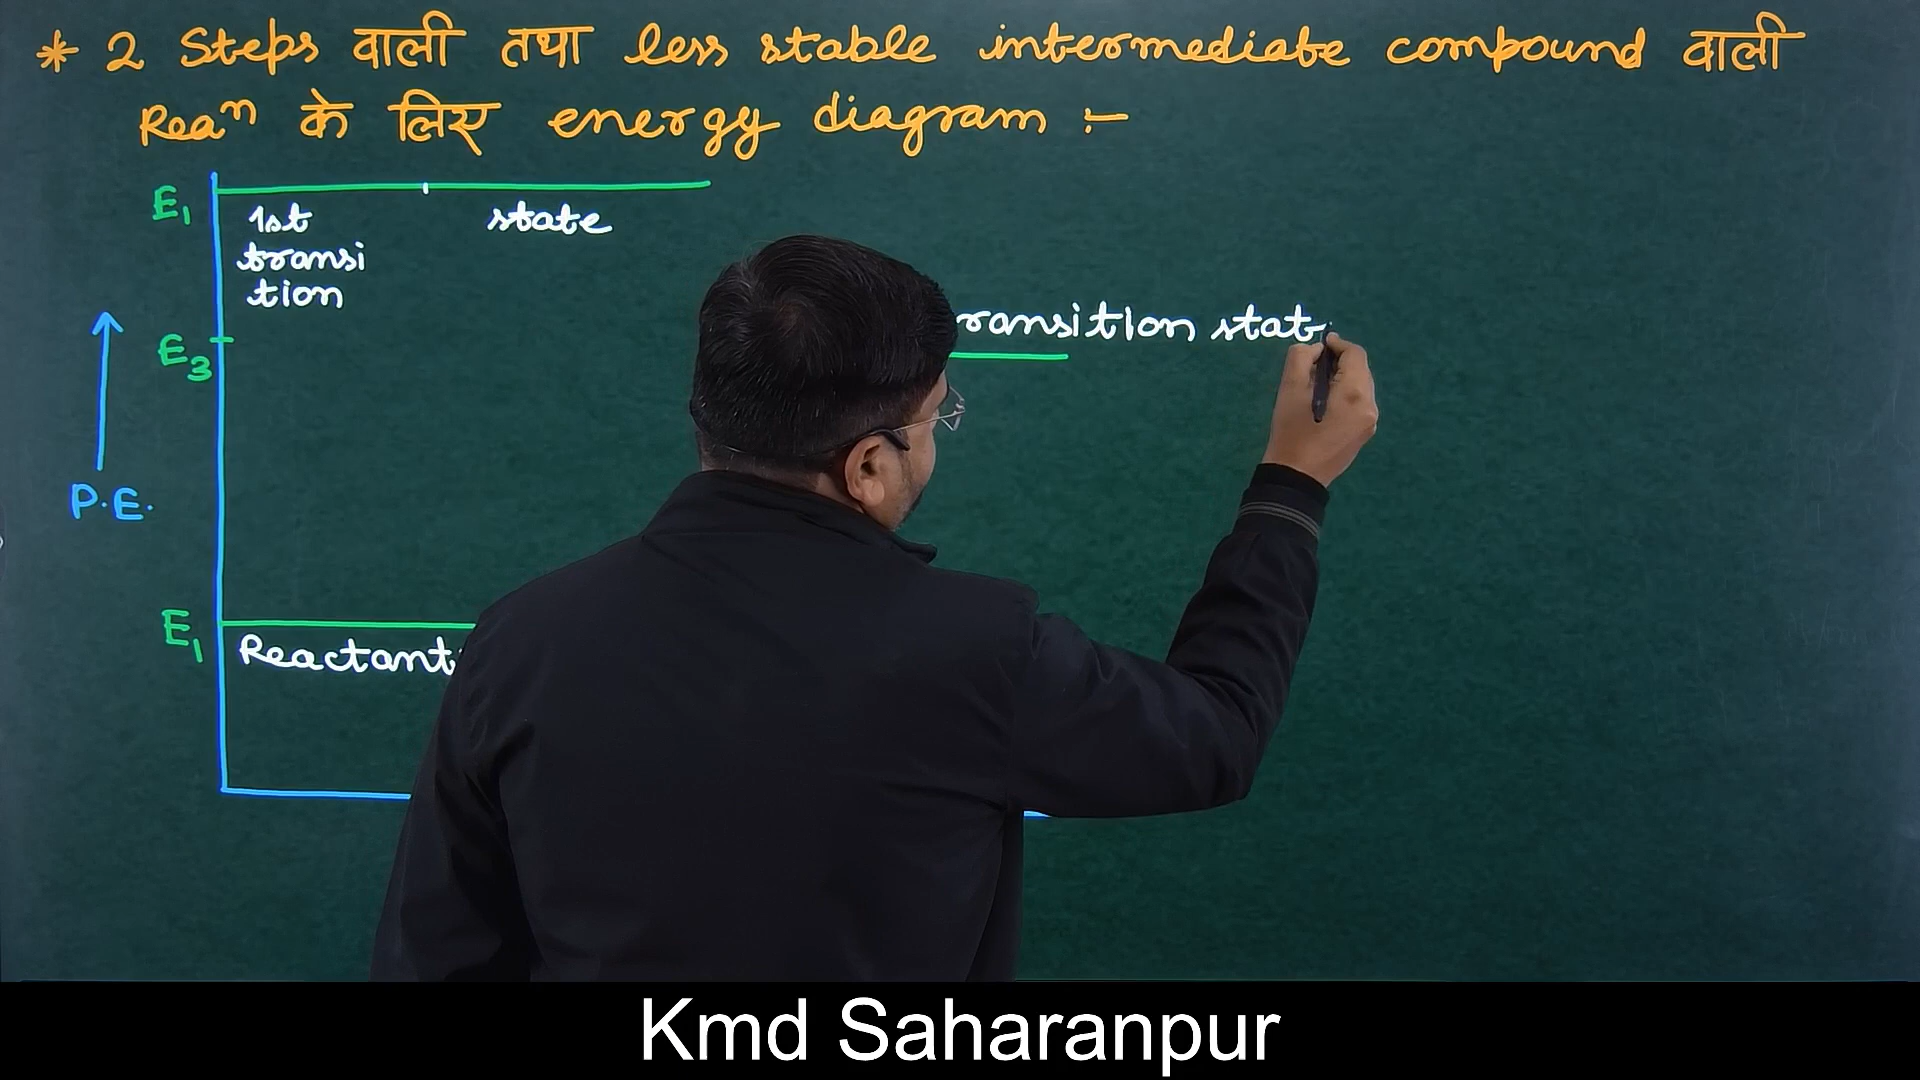 * 2 Steps वाली तथा less stable intermediate compound वाली
Reaⁿ के लिए energy diagram :-
E₁
1st state
transi
tion
ransition stat
E₃
P.E.
E₁
Reactant
Kmd Saharanpur